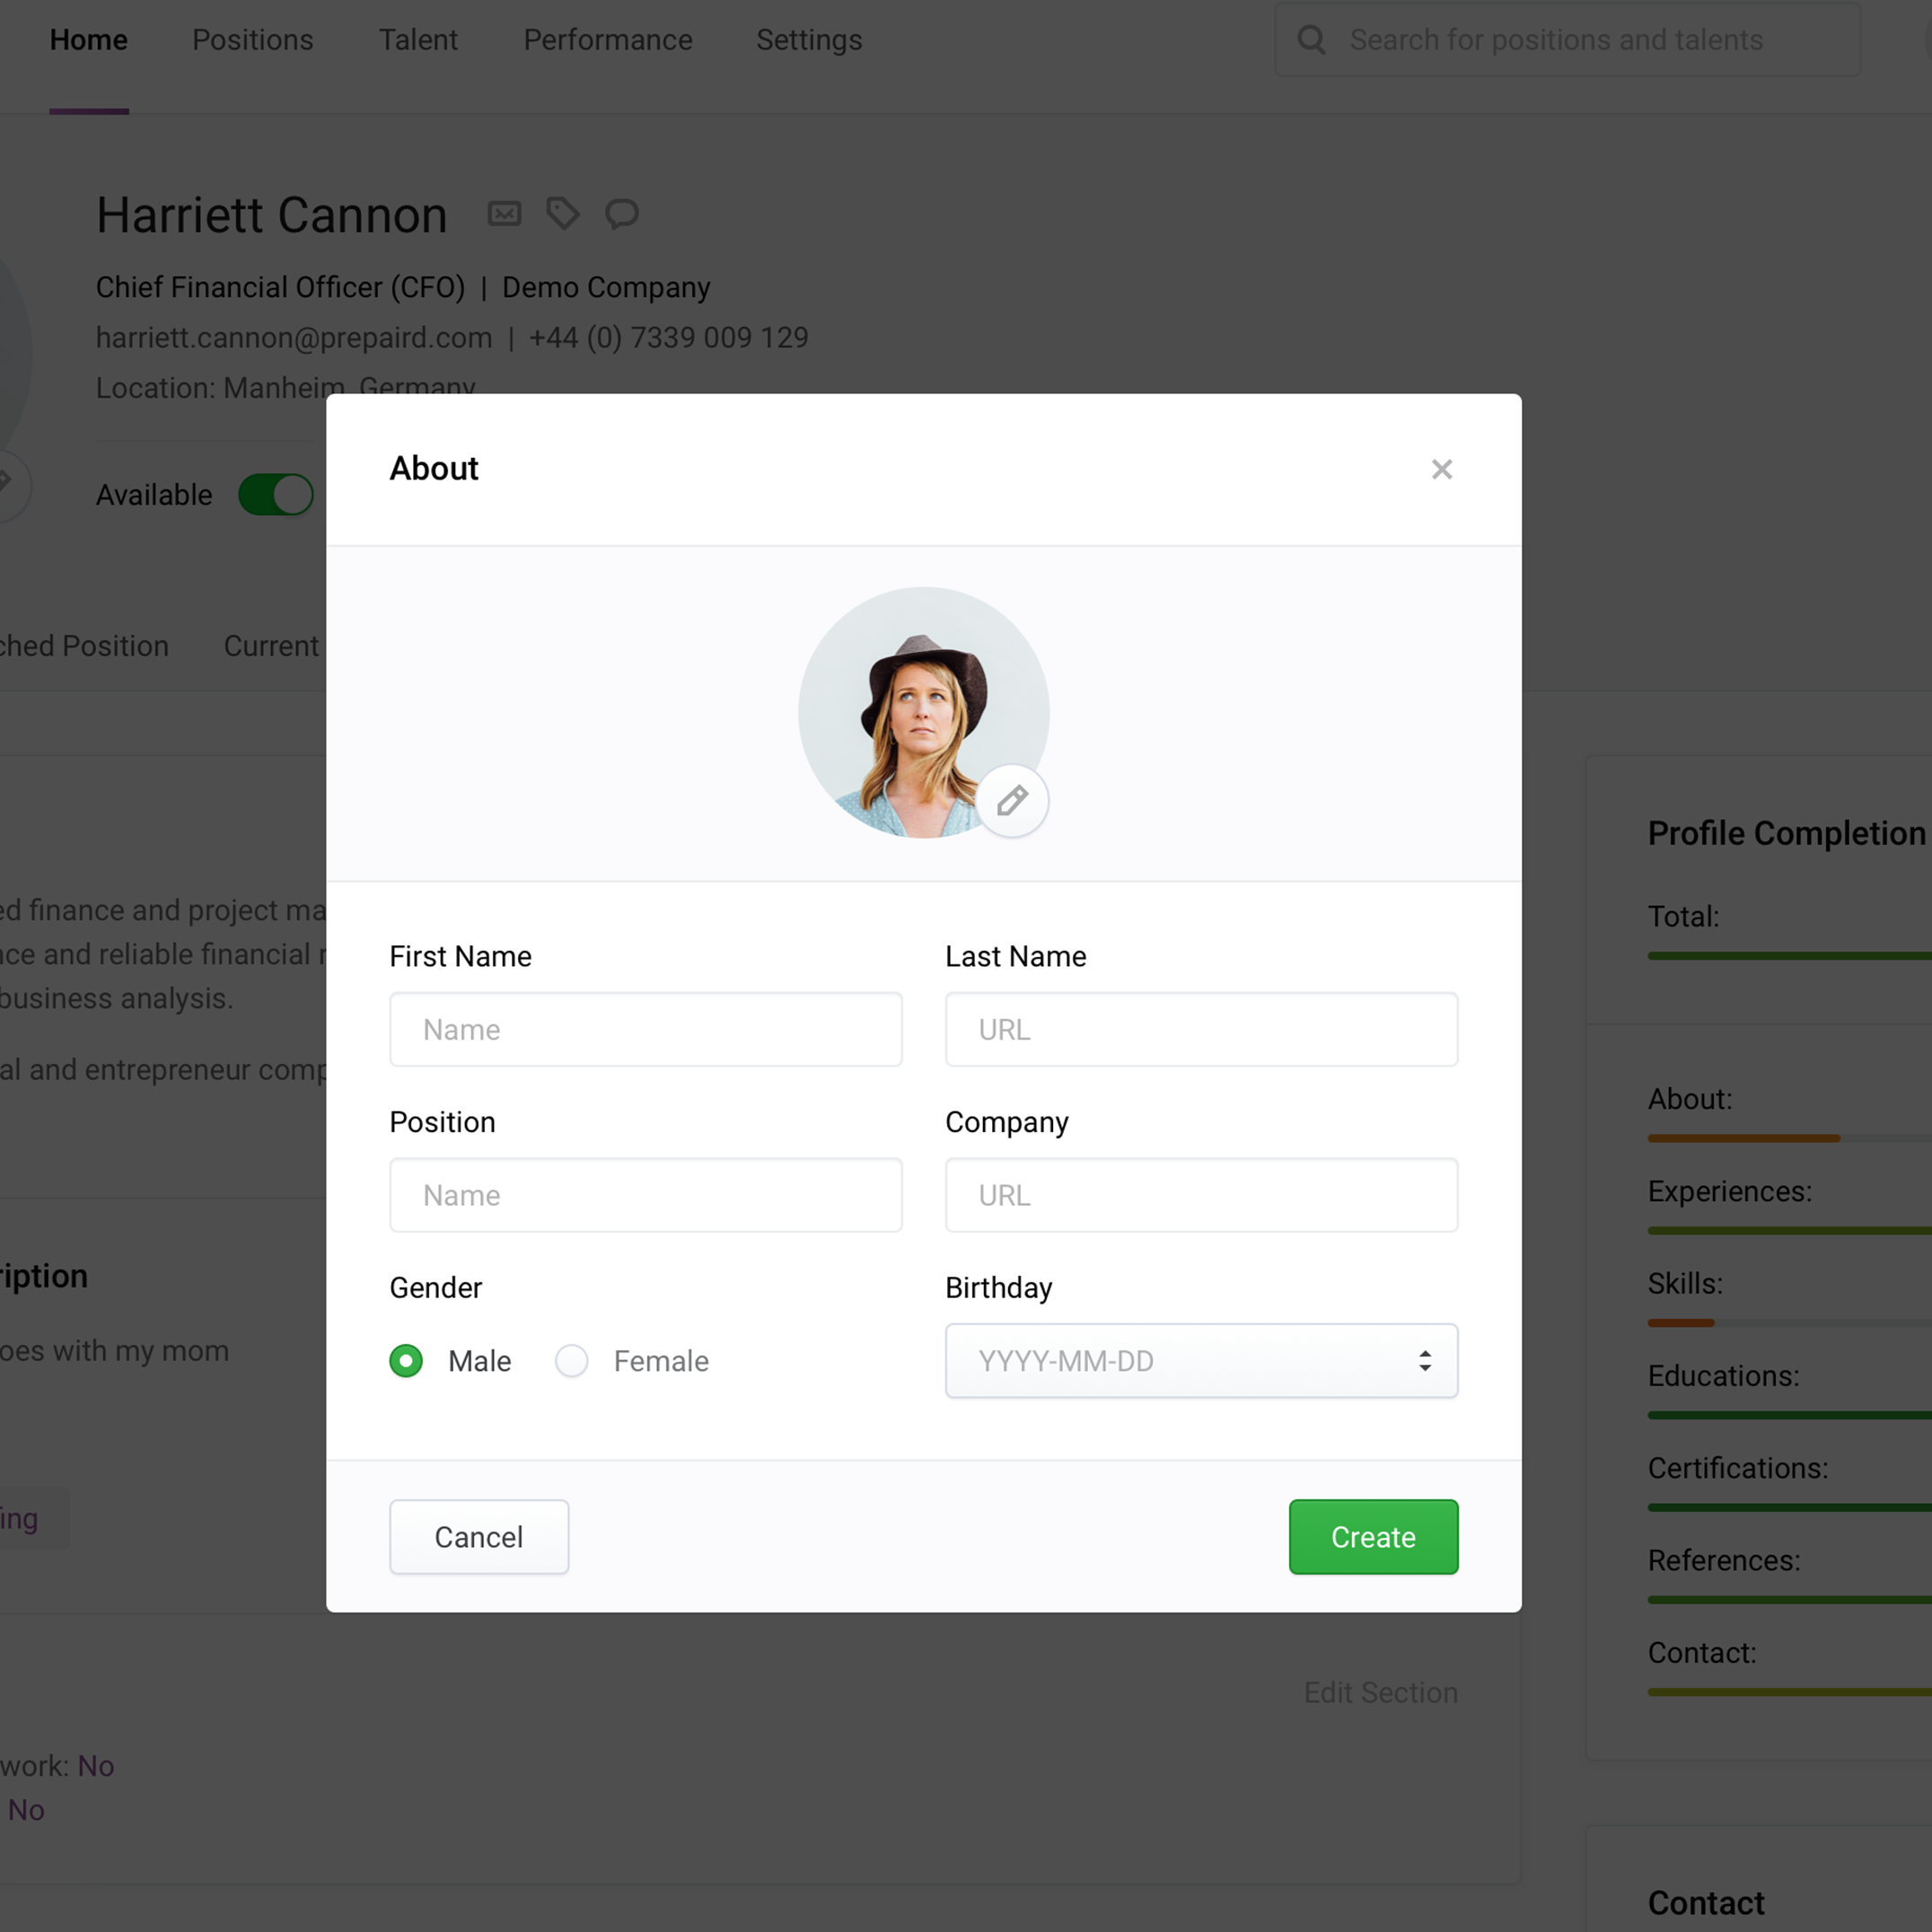 Home Positions Talent Performance Settings Search for positions and talents
Harriett Cannon
Chief Financial Officer (CFO) | Demo Company
harriett.cannon@prepaird.com | +44 (0) 7339 009 129
Location: Manheim, Germany
Available
ched Position Current
ed finance and project ma
nce and reliable financial r
business analysis.
al and entrepreneur comp
ription
oes with my mom
ing
work: No
No
Edit Section
About
First Name Last Name
Name URL
Position Company
Name URL
Gender Birthday
Male Female YYYY-MM-DD
Cancel Create
Profile Completion
Total:
About:
Experiences:
Skills:
Educations:
Certifications:
References:
Contact:
Contact